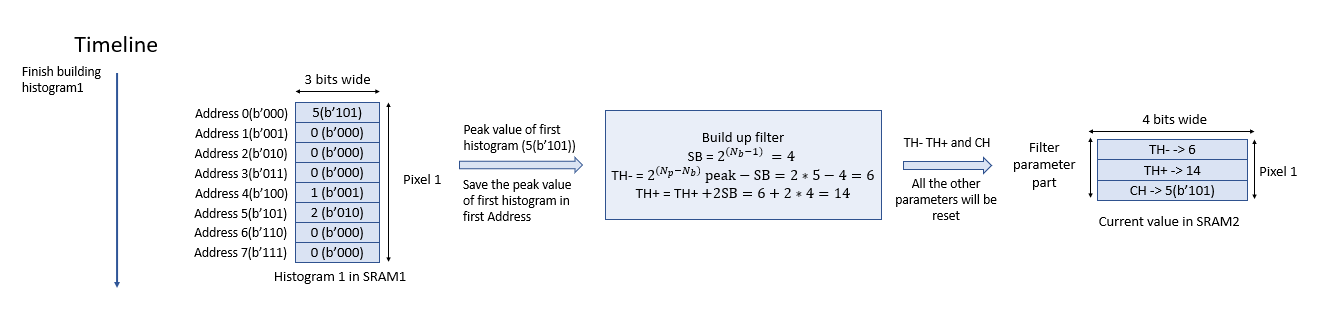 Timeline
Finish building
histogram1
3 bits wide
Address 0(b'000) 5(b'101)
Address 1(b'001) 0 (b'000)
Address 2(b'010) 0 (b'000)
Address 3(b'011) 0 (b'000)
Address 4(b'100) 1 (b'001)
Address 5(b'101) 2 (b'010)
Address 6(b'110) 0 (b'000)
Address 7(b'111) 0 (b'000)
Pixel 1
Histogram 1 in SRAM1
Peak value of first
histogram (5(b'101))
Save the peak value
of first histogram in
first Address
Build up filter
SB = 2^(N_b−1) = 4
TH- = 2^(N_p−N_b) peak − SB = 2 * 5 − 4 = 6
TH+ = TH+ +2SB = 6 + 2 * 4 = 14
TH- TH+ and CH
All the other
parameters will be
reset
Filter
parameter
part
4 bits wide
TH- -> 6
TH+ -> 14
CH -> 5(b'101)
Pixel 1
Current value in SRAM2